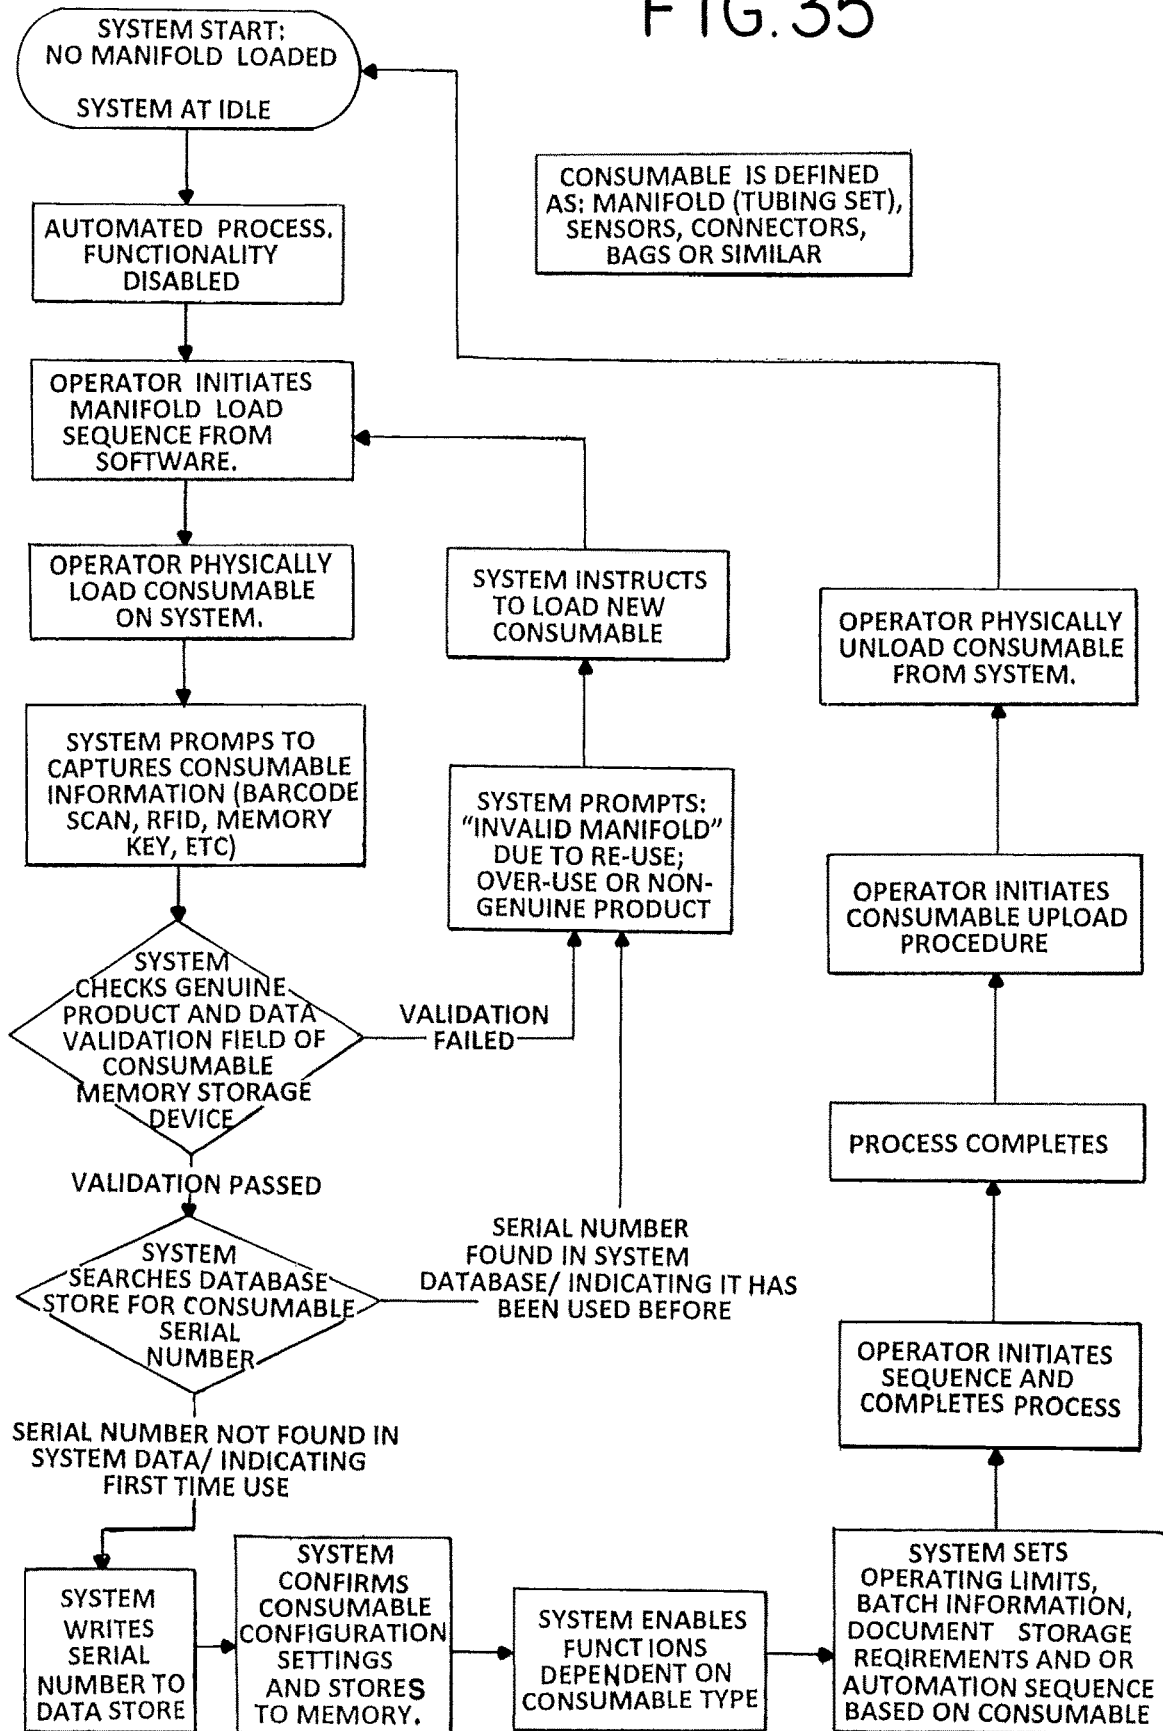 FIG. 35
SYSTEM START:
NO MANIFOLD LOADED
SYSTEM AT IDLE
CONSUMABLE IS DEFINED
AS: MANIFOLD (TUBING SET),
SENSORS, CONNECTORS,
BAGS OR SIMILAR
AUTOMATED PROCESS.
FUNCTIONALITY
DISABLED
OPERATOR INITIATES
MANIFOLD LOAD
SEQUENCE FROM
SOFTWARE.
OPERATOR PHYSICALLY
LOAD CONSUMABLE
ON SYSTEM.
SYSTEM PROMPS TO
CAPTURES CONSUMABLE
INFORMATION (BARCODE
SCAN, RFID, MEMORY
KEY, ETC)
SYSTEM
CHECKS GENUINE
PRODUCT AND DATA
VALIDATION FIELD OF
CONSUMABLE
MEMORY STORAGE
DEVICE
VALIDATION
FAILED
SYSTEM PROMPTS:
"INVALID MANIFOLD"
DUE TO RE-USE;
OVER-USE OR NON-
GENUINE PRODUCT
SYSTEM INSTRUCTS
TO LOAD NEW
CONSUMABLE
VALIDATION PASSED
SYSTEM
SEARCHES DATABASE
STORE FOR CONSUMABLE
SERIAL
NUMBER
SERIAL NUMBER
FOUND IN SYSTEM
DATABASE/ INDICATING IT HAS
BEEN USED BEFORE
SERIAL NUMBER NOT FOUND IN
SYSTEM DATA/ INDICATING
FIRST TIME USE
SYSTEM
WRITES
SERIAL
NUMBER TO
DATA STORE
SYSTEM
CONFIRMS
CONSUMABLE
CONFIGURATION
SETTINGS
AND STORES
TO MEMORY.
SYSTEM ENABLES
FUNCTIONS
DEPENDENT ON
CONSUMABLE TYPE
SYSTEM SETS
OPERATING LIMITS,
BATCH INFORMATION,
DOCUMENT STORAGE
REQIREMENTS AND OR
AUTOMATION SEQUENCE
BASED ON CONSUMABLE
OPERATOR INITIATES
SEQUENCE AND
COMPLETES PROCESS
PROCESS COMPLETES
OPERATOR INITIATES
CONSUMABLE UPLOAD
PROCEDURE
OPERATOR PHYSICALLY
UNLOAD CONSUMABLE
FROM SYSTEM.